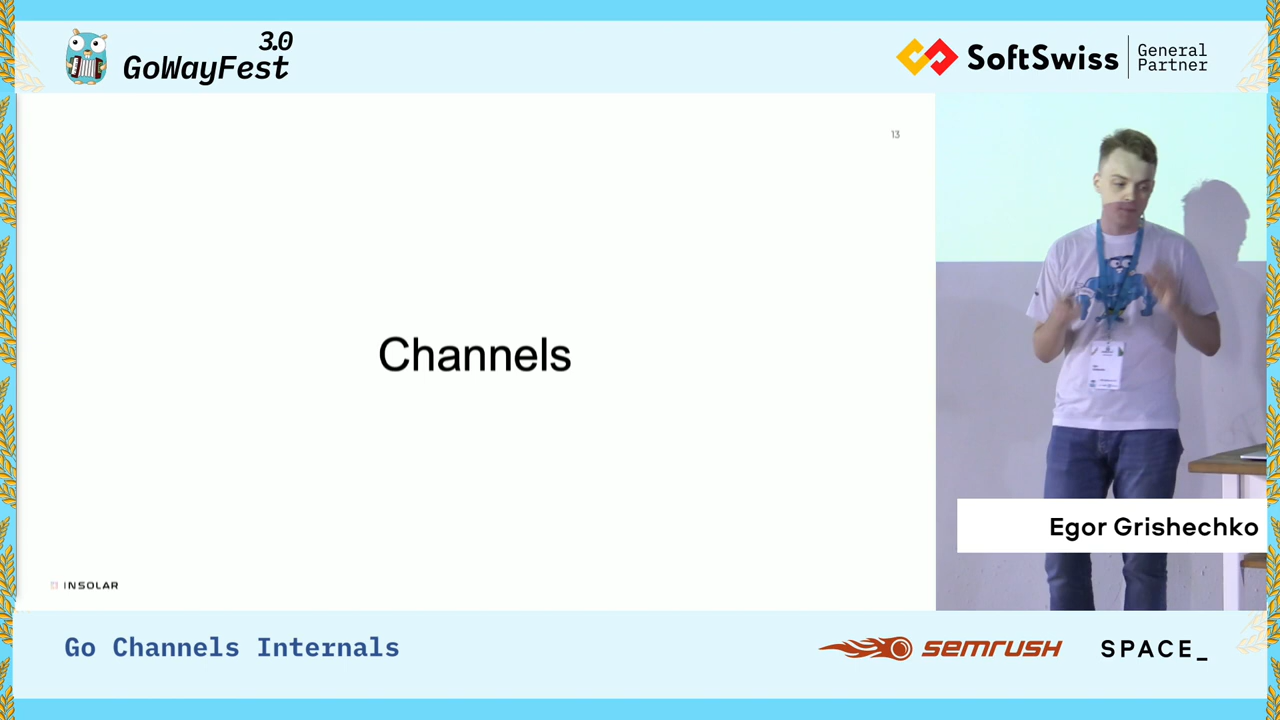 3.0
GoWayFest
SoftSwiss
General
Partner
13
Channels
INSOLAR
Egor Grishechko
Go Channels Internals
semrush
SPACE_